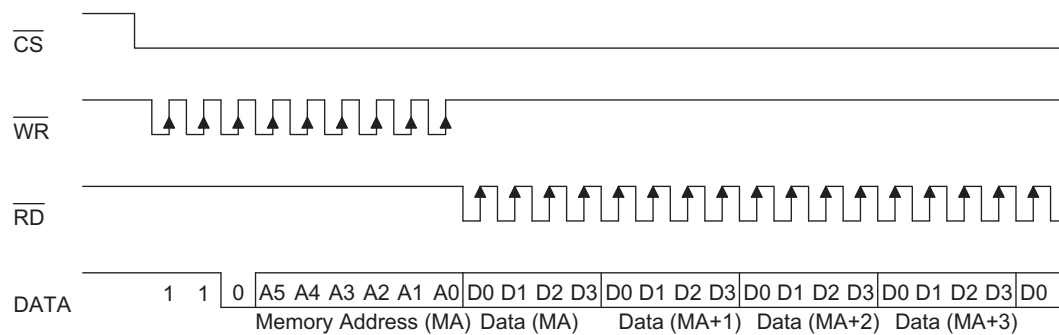 CS
WR
RD
DATA 1 1 0 A5 A4 A3 A2 A1 A0 D0 D1 D2 D3 D0 D1 D2 D3 D0 D1 D2 D3 D0 D1 D2 D3 D0
Memory Address (MA) Data (MA) Data (MA+1) Data (MA+2) Data (MA+3)